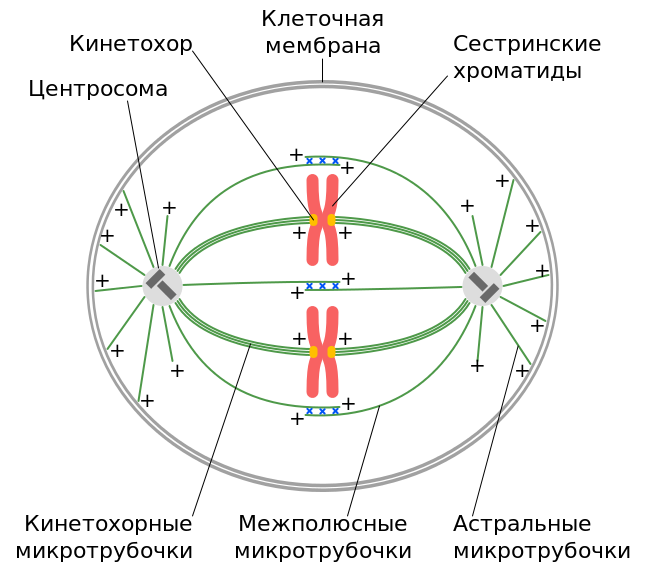 Клеточная
мембрана
Кинетохор
Сестринские
хроматиды
Центросома
+ +
+ + +
+ + +
+ + + +
+ + +
+ +
+ + + +
+ + + +
+ + +
Кинетохорные
микротрубочки
Межполюсные
микротрубочки
Астральные
микротрубочки